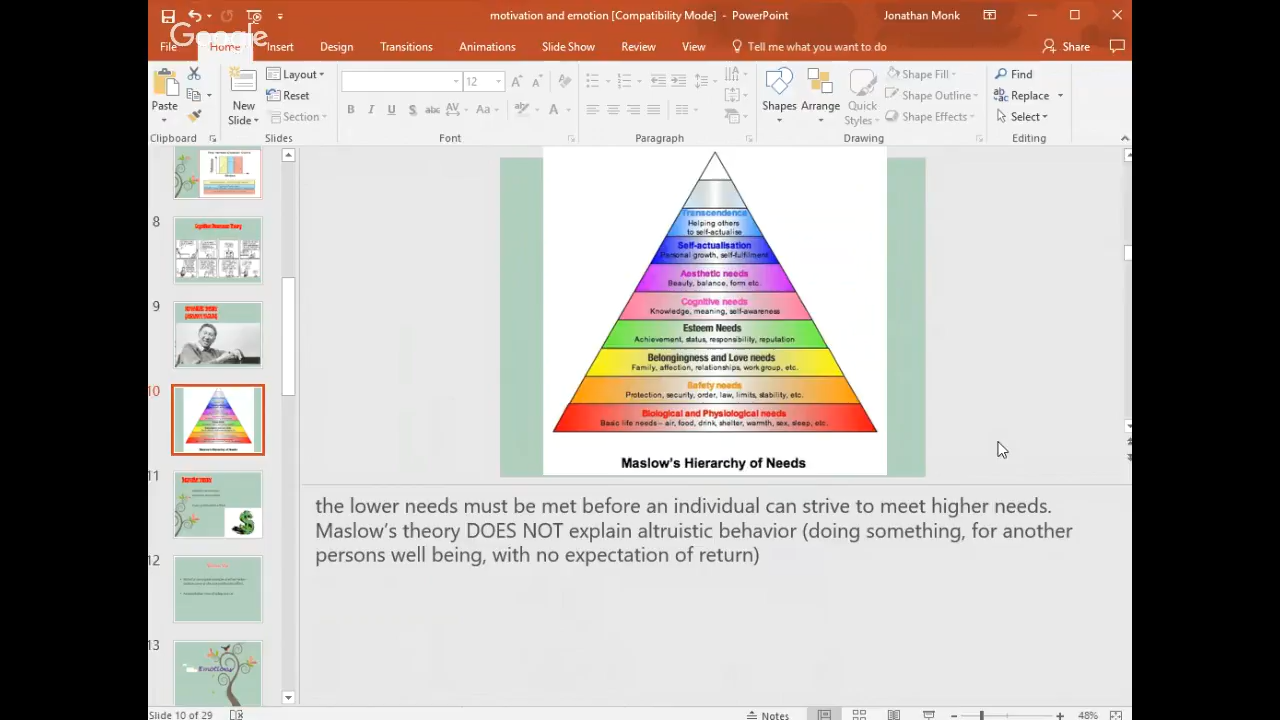 motivation and emotion [Compatibility Mode] - PowerPoint
Jonathan Monk
Google
File Home Insert Design Transitions Animations Slide Show Review View Tell me what you want to do Share
Paste
New
Slide
Layout
Reset
Section
12
Shapes
Arrange
Quick
Styles
Shape Fill
Shape Outline
Shape Effects
Find
Replace
Select
Clipboard Slides Font Paragraph Drawing Editing
8
9
10
11
12
13
Emotions
Transcendence
Helping others
to self-actualise
Self-actualisation
Personal growth, self-fulfilment
Aesthetic needs
Beauty, balance, form etc.
Cognitive needs
Knowledge, meaning, self-awareness
Esteem Needs
Achievement, status, responsibility, reputation
Belongingness and Love needs
Family, affection, relationships, work group, etc.
Safety needs
Protection, security, order, law, limits, stability, etc.
Biological and Physiological needs
Basic life needs – air, food, drink, shelter, warmth, sex, sleep, etc.
Maslow's Hierarchy of Needs
the lower needs must be met before an individual can strive to meet higher needs.
Maslow's theory DOES NOT explain altruistic behavior (doing something, for another
persons well being, with no expectation of return)
Slide 10 of 29
Notes
48%